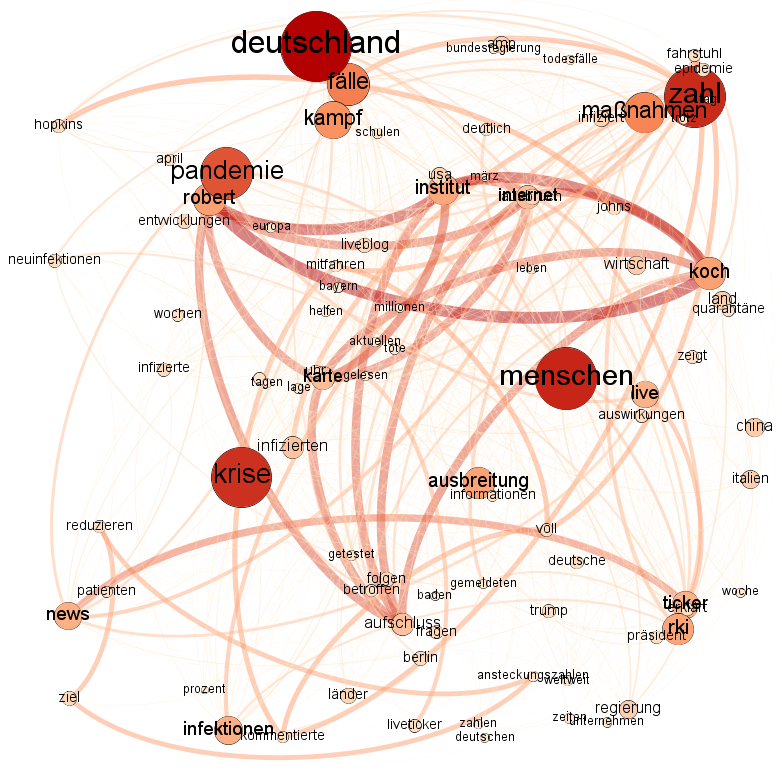 deutschland
amp
bundesregierung
todesfälle
fahrstuhl
epidemie
fälle
zahl
maßnahmen
kampf
infiziert
trotz
hopkins
schulen
deutlich
april
pandemie
usa
märz
institut
internet
robert
johns
entwicklungen
europa
liveblog
neuinfektionen
mitfahren
leben
wirtschaft
koch
bayern
land
quarantäne
wochen
helfen
millionen
aktuellen
tote
zeigt
infizierte
uhr
karte
gelesen
tagen
lage
menschen
live
auswirkungen
china
infizierten
krise
ausbreitung
informationen
italien
reduzieren
voll
getestet
deutsche
folgen
betroffen
gemeldeten
patienten
baden
woche
news
ticker
erklärt
trump
aufschluss
fragen
rki
präsident
berlin
ansteckungszahlen
weltweit
prozent
ziel
länder
regierung
zeiten
unternehmen
infektionen
kommentierte
liveticker
zahlen
deutschen